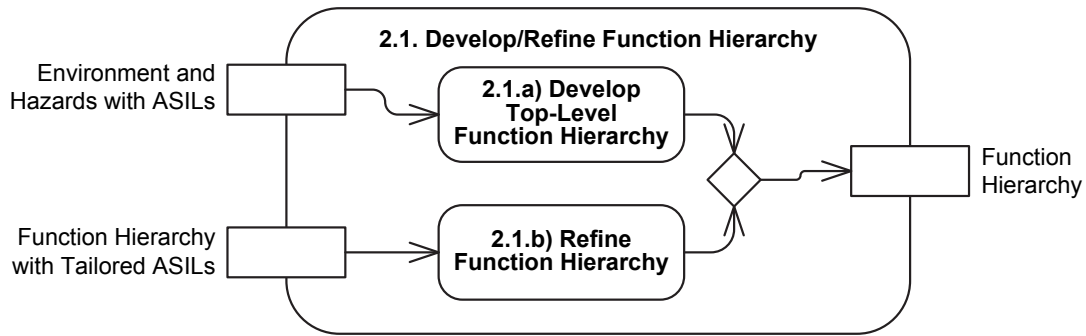 2.1. Develop/Refine Function Hierarchy
Environment and
Hazards with ASILs
2.1.a) Develop
Top-Level
Function Hierarchy
Function
Hierarchy
Function Hierarchy
with Tailored ASILs
2.1.b) Refine
Function Hierarchy